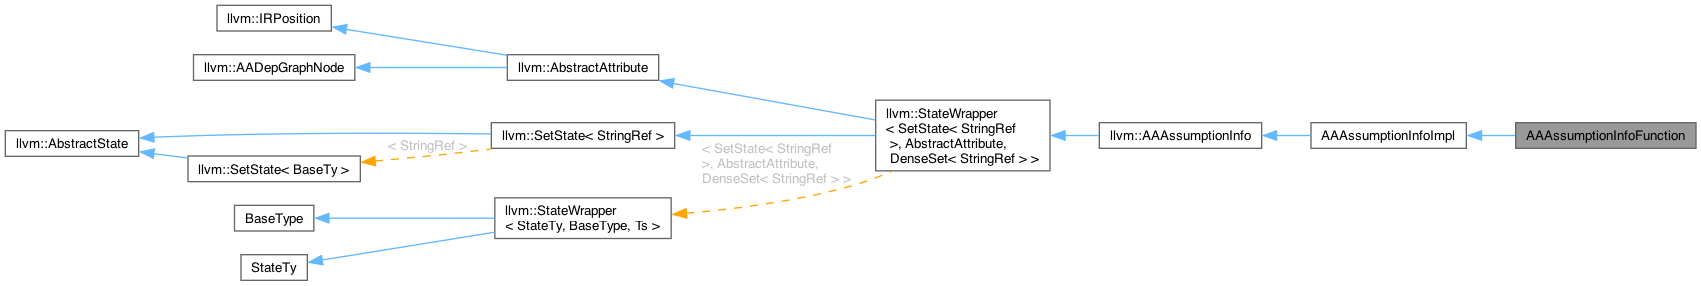 llvm::IRPosition
llvm::AADepGraphNode
llvm::AbstractAttribute
llvm::StateWrapper
< SetState< StringRef
>, AbstractAttribute,
DenseSet< StringRef > >
llvm::AbstractState
llvm::SetState< StringRef >
llvm::AAAssumptionInfo
AAAssumptionInfoImpl
AAAssumptionInfoFunction
< StringRef >
< SetState< StringRef
>, AbstractAttribute,
DenseSet< StringRef > >
llvm::SetState< BaseTy >
BaseType
llvm::StateWrapper
< StateTy, BaseType, Ts >
StateTy